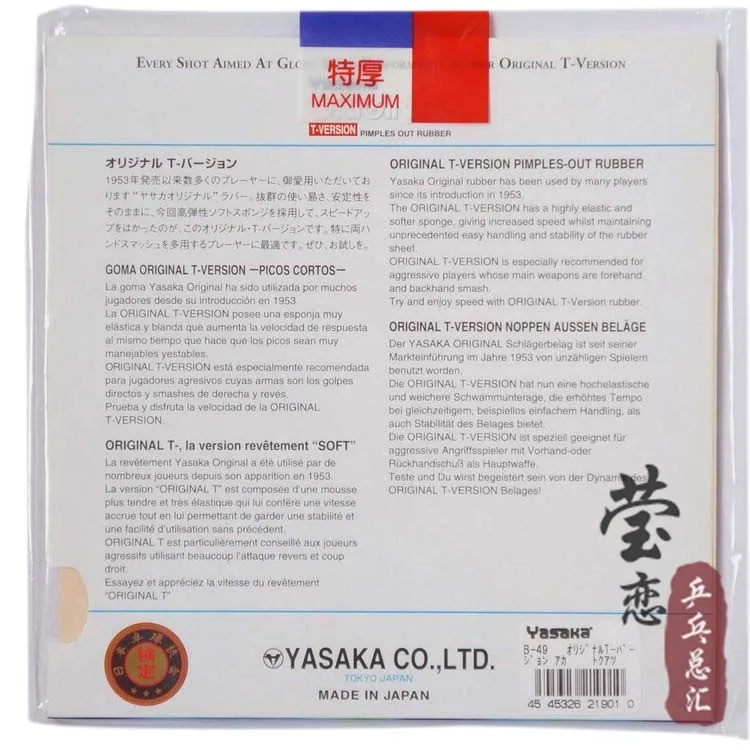 EVERY SHOT AIMED AT GLO
ORIGINAL T-VERSION
特厚
MAXIMUM
T-VERSION PIMPLES OUT RUBBER
オリジナル T-バージョン
1953年発売以来数多くのプレーヤーに、御愛用いただいてお
ります“ヤサカオリジナル”ラバー。抜群の使い易さ、安定性を
そのままに、今回高弾性ソフトスポンジを採用して、スピードアッ
プをはかったのが、このオリジナル・T-バージョンです。特に両ハ
ンドスマッシュを多用するプレーヤーに最適です。ぜひ、お試しを。
GOMA ORIGINAL T-VERSION —PICOS CORTOS—
La goma Yasaka Original ha sido utilizada por muchos
jugadores desde su introducción en 1953.
La ORIGINAL T-VERSION posee una esponja muy
elástica y blanda que aumenta la velocidad de respuesta
al mismo tiempo que hace que los picos sean muy
manejables yestables.
ORIGINAL T-VERSION está especialmente recomendada
para jugadores agresivos cuyas armas son los golpes
directos y smashes de derecha y revés.
Prueba y disfruta la velocidad de la ORIGINAL
T-VERSION.
ORIGINAL T-, la version revêtement “SOFT”
La revêtement Yasaka Original a été utilisé par de
nombreux joueurs depuis son apparition en 1953.
La version “ORIGINAL T” est composée d'une mousse
plus tendre et très élastique qui lui confère une vitesse
accrue tout en lui permettant de garder une stabilité et
une facilité d'utilisation sans précédent.
ORIGINAL T est particulièrement conseillé aux joueurs
agressifs utilisant beaucoup l'attaque revers et coup
droit.
Essayez et appréciez la vitesse du revêtement
“ORIGINAL T”
ORIGINAL T-VERSION PIMPLES-OUT RUBBER
Yasaka Original rubber has been used by many players
since its introduction in 1953.
The ORIGINAL T-VERSION has a highly elastic and
softer sponge, giving increased speed whilst maintaining
unprecedented easy handling and stability of the rubber
sheet.
ORIGINAL T-VERSION is especially recommended for
aggressive players whose main weapons are forehand
and backhand smash.
Try and enjoy speed with ORIGINAL T-Version rubber.
ORIGINAL T-VERSION NOPPEN AUSSEN BELÄGE
Der YASAKA ORIGINAL Schlägerbelag ist seit seiner
Markteinführung im Jahre 1953 von unzähligen Spielern
benutzt worden.
Die ORIGINAL T-VERSION hat nun eine hochelastische
und weichere Schwammunterage, die erhöhtes Tempo
bei gleichzeitigem, beispiellos einfachem Handling, als
auch Stabilität des Belages bietet.
Die ORIGINAL T-VERSION ist speziell geeignet für
aggressive Angriffsspieler mit Vorhand-oder
Rückhandschuß als Hauptwaffe.
Teste und Du wirst begeistert sein von der Dynamik des
ORIGINAL T-VERSION Belages!
莹恋
乒乓总汇
日本卓球協会
検定
YASAKA CO.,LTD.
TOKYO JAPAN
MADE IN JAPAN
Yasaka
B-49 オリジナルT-バー
ジョン アカ トクアツ
45 45326 21901 0